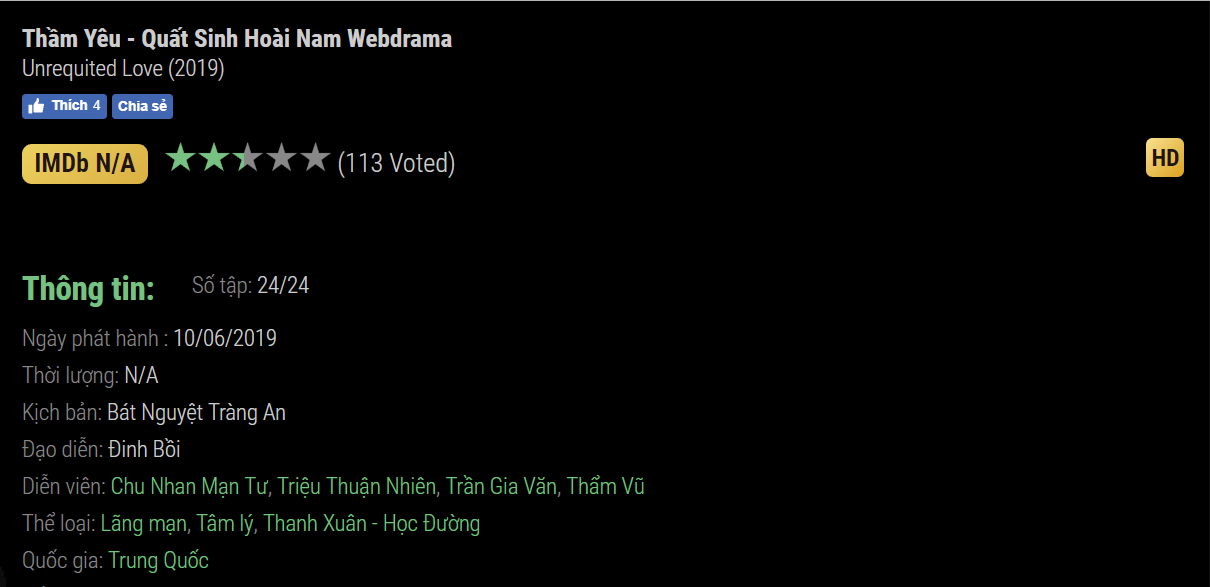 Thầm Yêu - Quất Sinh Hoài Nam Webdrama
Unrequited Love (2019)
Thích 4 Chia sẻ
IMDb N/A (113 Voted) HD
Thông tin: Số tập: 24/24
Ngày phát hành : 10/06/2019
Thời lượng: N/A
Kịch bản: Bát Nguyệt Tràng An
Đạo diễn: Đinh Bồi
Diễn viên: Chu Nhan Mạn Tư, Triệu Thuận Nhiên, Trần Gia Văn, Thẩm Vũ
Thể loại: Lãng mạn, Tâm lý, Thanh Xuân - Học Đường
Quốc gia: Trung Quốc